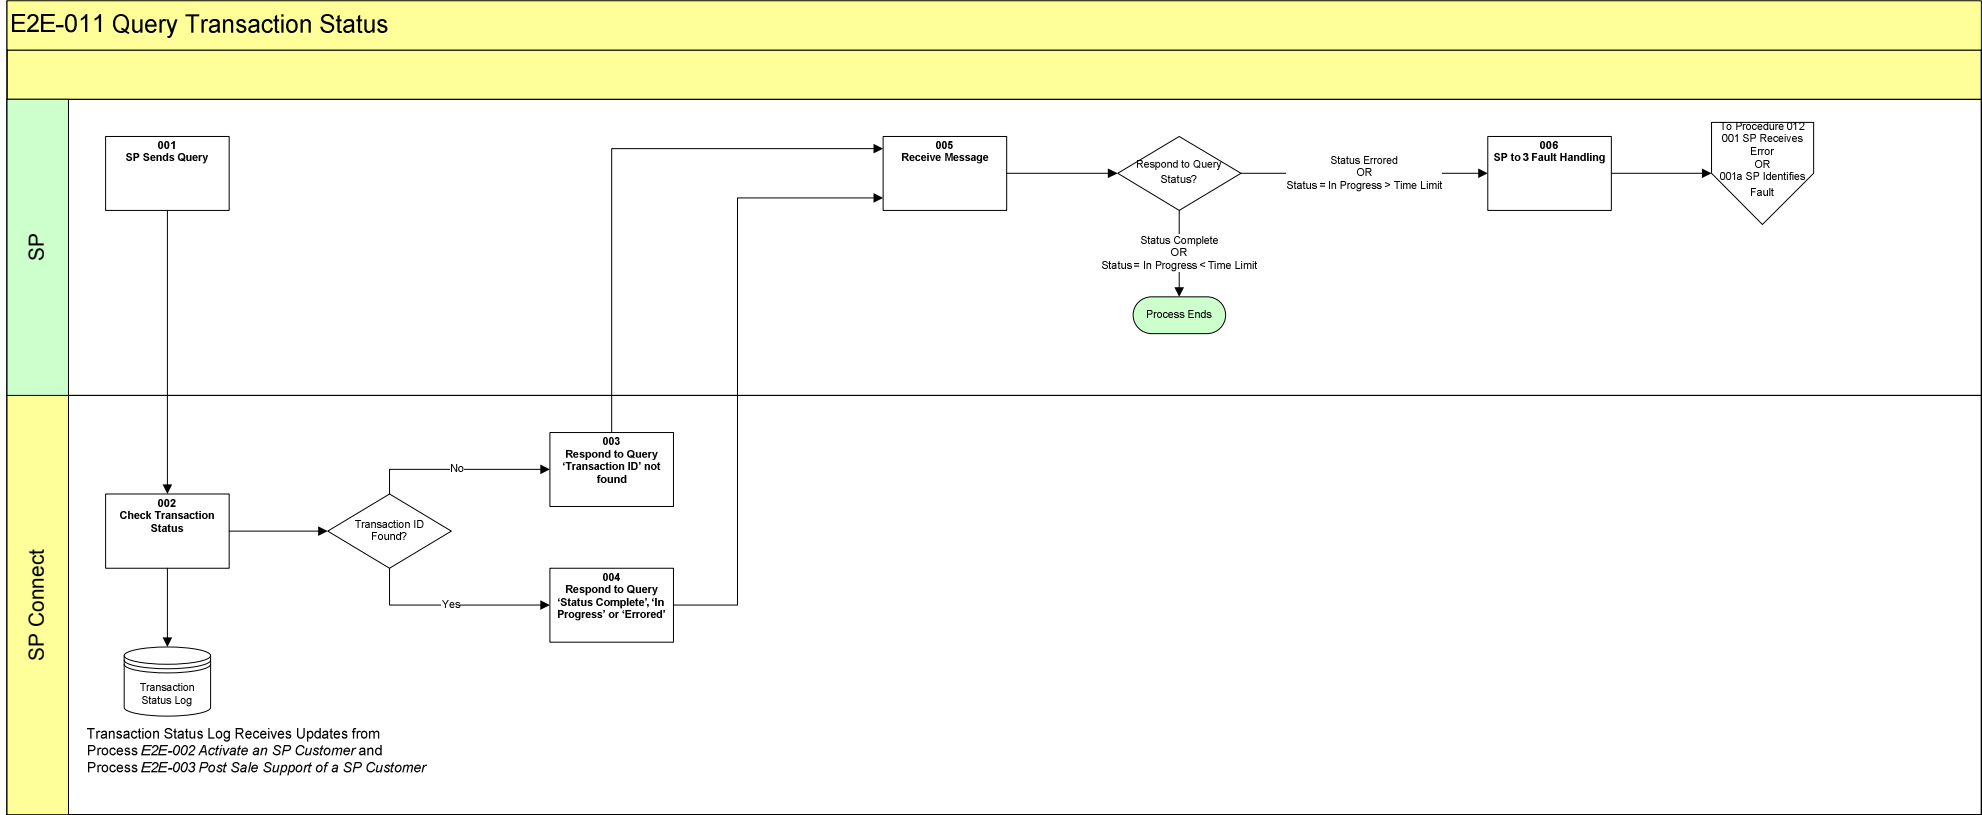 E2E-011 Query Transaction Status
SP
001
SP Sends Query
005
Receive Message
Respond to Query
Status?
Status Errored
OR
Status = In Progress > Time Limit
006
SP to 3 Fault Handling
To Procedure 012
001 SP Receives
Error
OR
001a SP Identifies
Fault
Status Complete
OR
Status = In Progress < Time Limit
Process Ends
SP Connect
002
Check Transaction
Status
Transaction ID
Found?
No
003
Respond to Query
‘Transaction ID’ not
found
Yes
004
Respond to Query
‘Status Complete’, ‘In
Progress’ or ‘Errored’
Transaction
Status Log
Transaction Status Log Receives Updates from
Process E2E-002 Activate an SP Customer and
Process E2E-003 Post Sale Support of a SP Customer